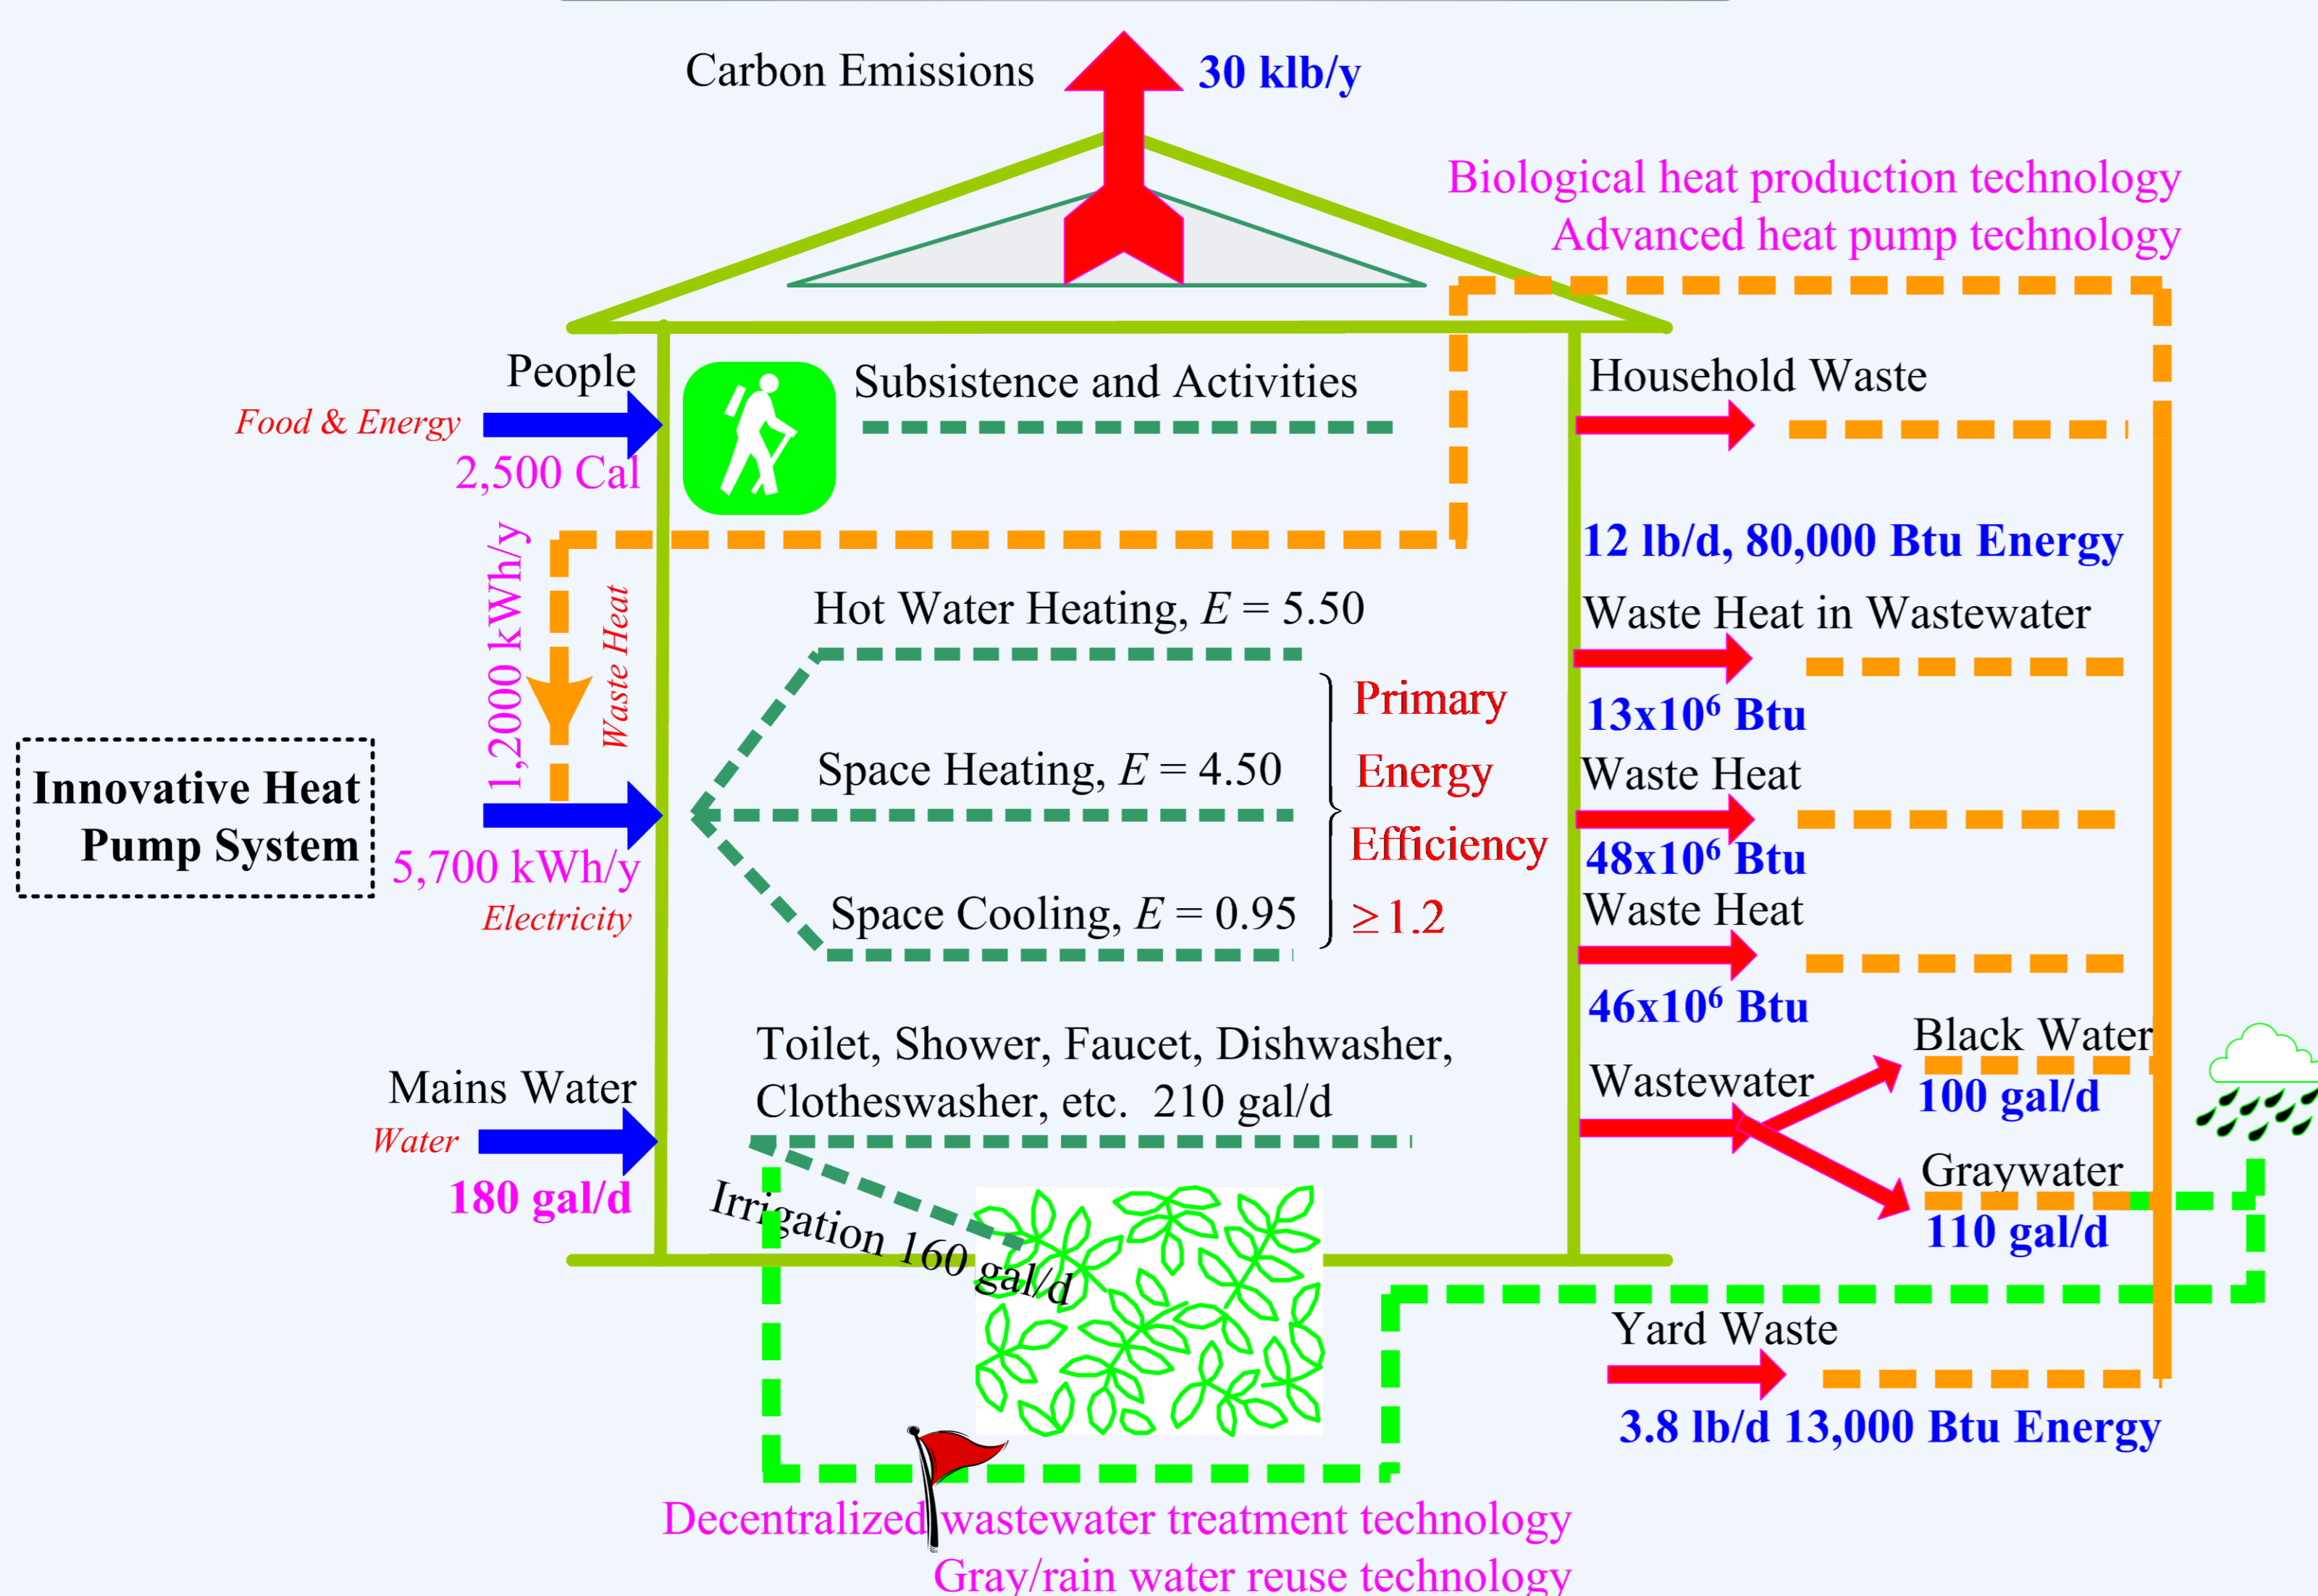 Carbon Emissions
30 klb/y
Biological heat production technology
Advanced heat pump technology
People
Food & Energy
2,500 Cal
Subsistence and Activities
Household Waste
12 lb/d, 80,000 Btu Energy
1,2000 kWh/y
Waste Heat
Hot Water Heating, E = 5.50
Space Heating, E = 4.50
Space Cooling, E = 0.95
Primary
Energy
Efficiency
≥1.2
Waste Heat in Wastewater
13x10⁶ Btu
Waste Heat
48x10⁶ Btu
Waste Heat
46x10⁶ Btu
Innovative Heat
Pump System
5,700 kWh/y
Electricity
Mains Water
Water
180 gal/d
Toilet, Shower, Faucet, Dishwasher,
Clotheswasher, etc. 210 gal/d
Irrigation 160 gal/d
Wastewater
Black Water
100 gal/d
Graywater
110 gal/d
Yard Waste
3.8 lb/d 13,000 Btu Energy
Decentralized wastewater treatment technology
Gray/rain water reuse technology